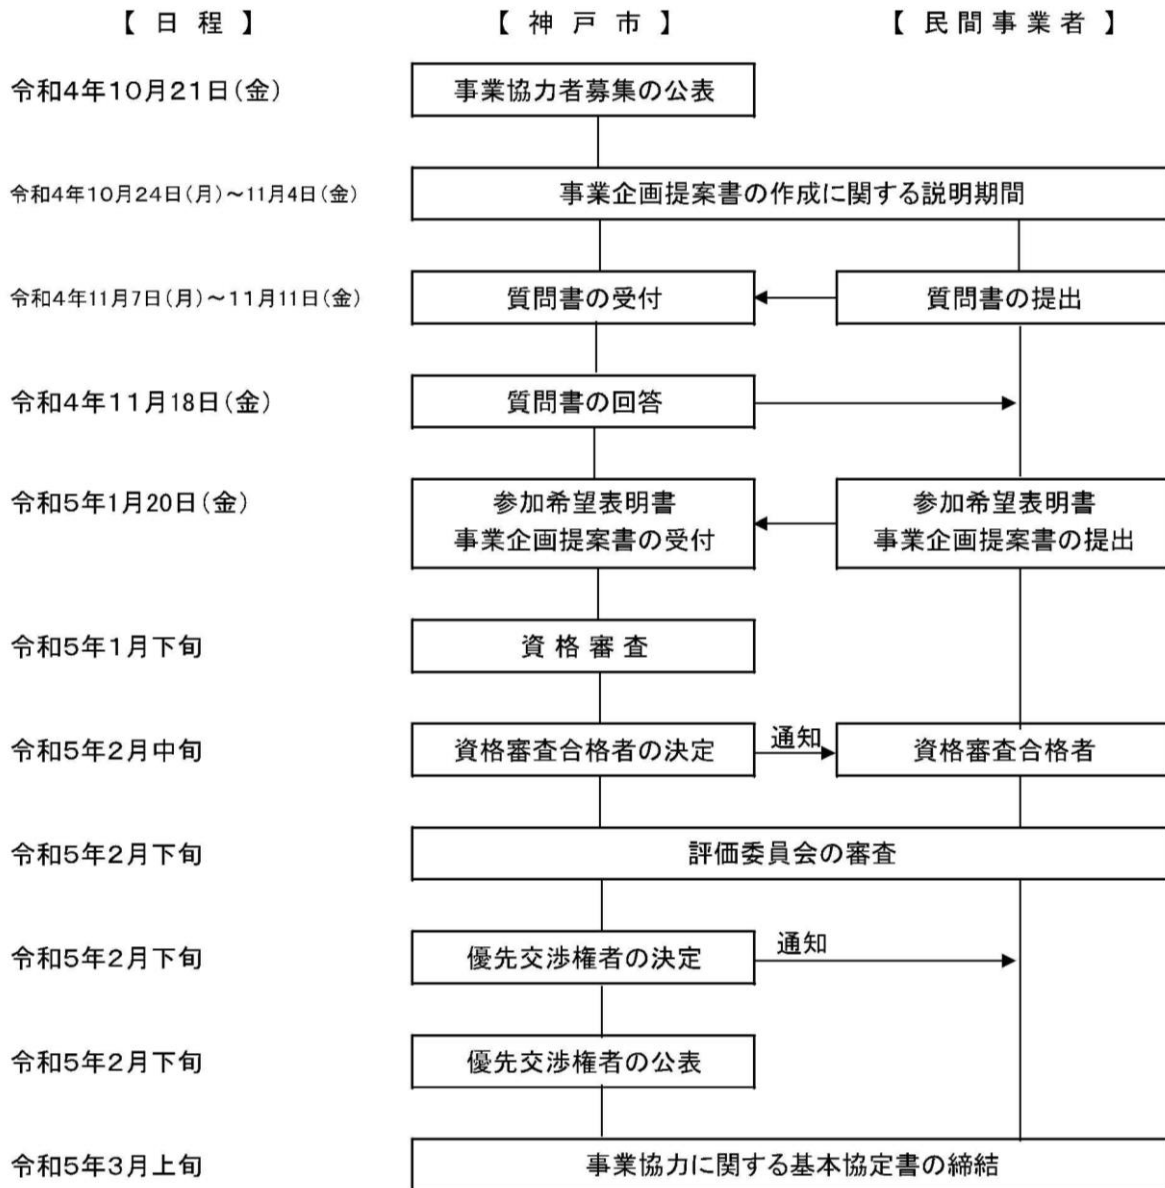 【 日 程 】 【 神 戸 市 】 【 民 間 事 業 者 】
令和4年10月21日(金) 事業協力者募集の公表
令和4年10月24日(月)～11月4日(金) 事業企画提案書の作成に関する説明期間
令和4年11月7日(月)～11月11日(金) 質問書の受付 質問書の提出
令和4年11月18日(金) 質問書の回答
令和5年1月20日(金) 参加希望表明書 参加希望表明書
事業企画提案書の受付 事業企画提案書の提出
令和5年1月下旬 資 格 審 査
令和5年2月中旬 資格審査合格者の決定 通知 資格審査合格者
令和5年2月下旬 評価委員会の審査
令和5年2月下旬 優先交渉権者の決定 通知
令和5年2月下旬 優先交渉権者の公表
令和5年3月上旬 事業協力に関する基本協定書の締結